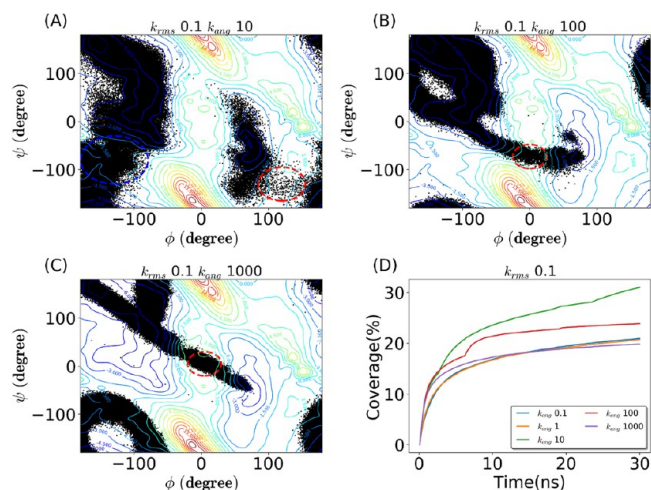 (A)
k_rms 0.1 k_ang 10
ψ (degree)
100
0
−100
−100
0
100
ϕ (degree)
(B)
k_rms 0.1 k_ang 100
ψ (degree)
100
0
−100
−100
0
100
ϕ (degree)
(C)
k_rms 0.1 k_ang 1000
ψ (degree)
100
0
−100
−100
0
100
ϕ (degree)
(D)
k_rms 0.1
Coverage(%)
30
20
10
0
k_ang 0.1
k_ang 1
k_ang 10
k_ang 100
k_ang 1000
0
10
20
30
Time(ns)